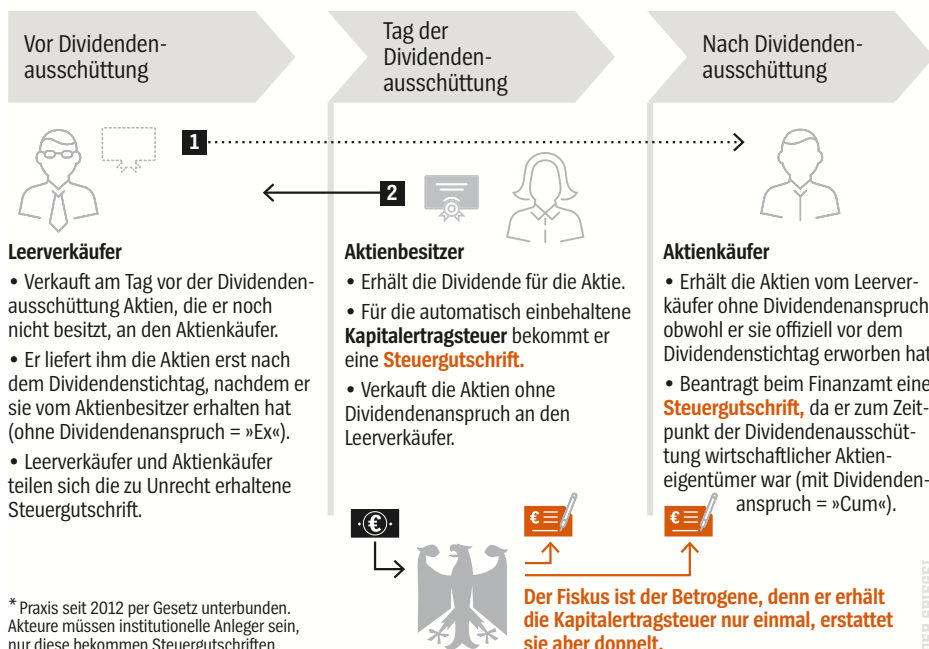 Vor Dividenden-
ausschüttung
Tag der
Dividenden-
ausschüttung
Nach Dividenden-
ausschüttung
1
2
Leerverkäufer
• Verkauft am Tag vor der Dividenden-
ausschüttung Aktien, die er noch
nicht besitzt, an den Aktienkäufer.
• Er liefert ihm die Aktien erst nach
dem Dividendenstichtag, nachdem er
sie vom Aktienbesitzer erhalten hat
(ohne Dividendenanspruch = »Ex«).
• Leerverkäufer und Aktienkäufer
teilen sich die zu Unrecht erhaltene
Steuergutschrift.
Aktienbesitzer
• Erhält die Dividende für die Aktie.
• Für die automatisch einbehaltene
Kapitalertragsteuer bekommt er
eine Steuergutschrift.
• Verkauft die Aktien ohne
Dividendenanspruch an den
Leerverkäufer.
Aktienkäufer
• Erhält die Aktien vom Leerver-
käufer ohne Dividendenanspruch
obwohl er sie offiziell vor dem
Dividendenstichtag erworben hat
• Beantragt beim Finanzamt eine
Steuergutschrift, da er zum Zeit-
punkt der Dividendenausschüt-
tung wirtschaftlicher Aktien-
eigentümer war (mit Dividenden-
anspruch = »Cum«).
€
€
€
Der Fiskus ist der Betrogene, denn er erhält
die Kapitalertragsteuer nur einmal, erstattet
sie aber doppelt.
* Praxis seit 2012 per Gesetz unterbunden.
Akteure müssen institutionelle Anleger sein,
nur diese bekommen Steuergutschriften.
DER SPIEGEL